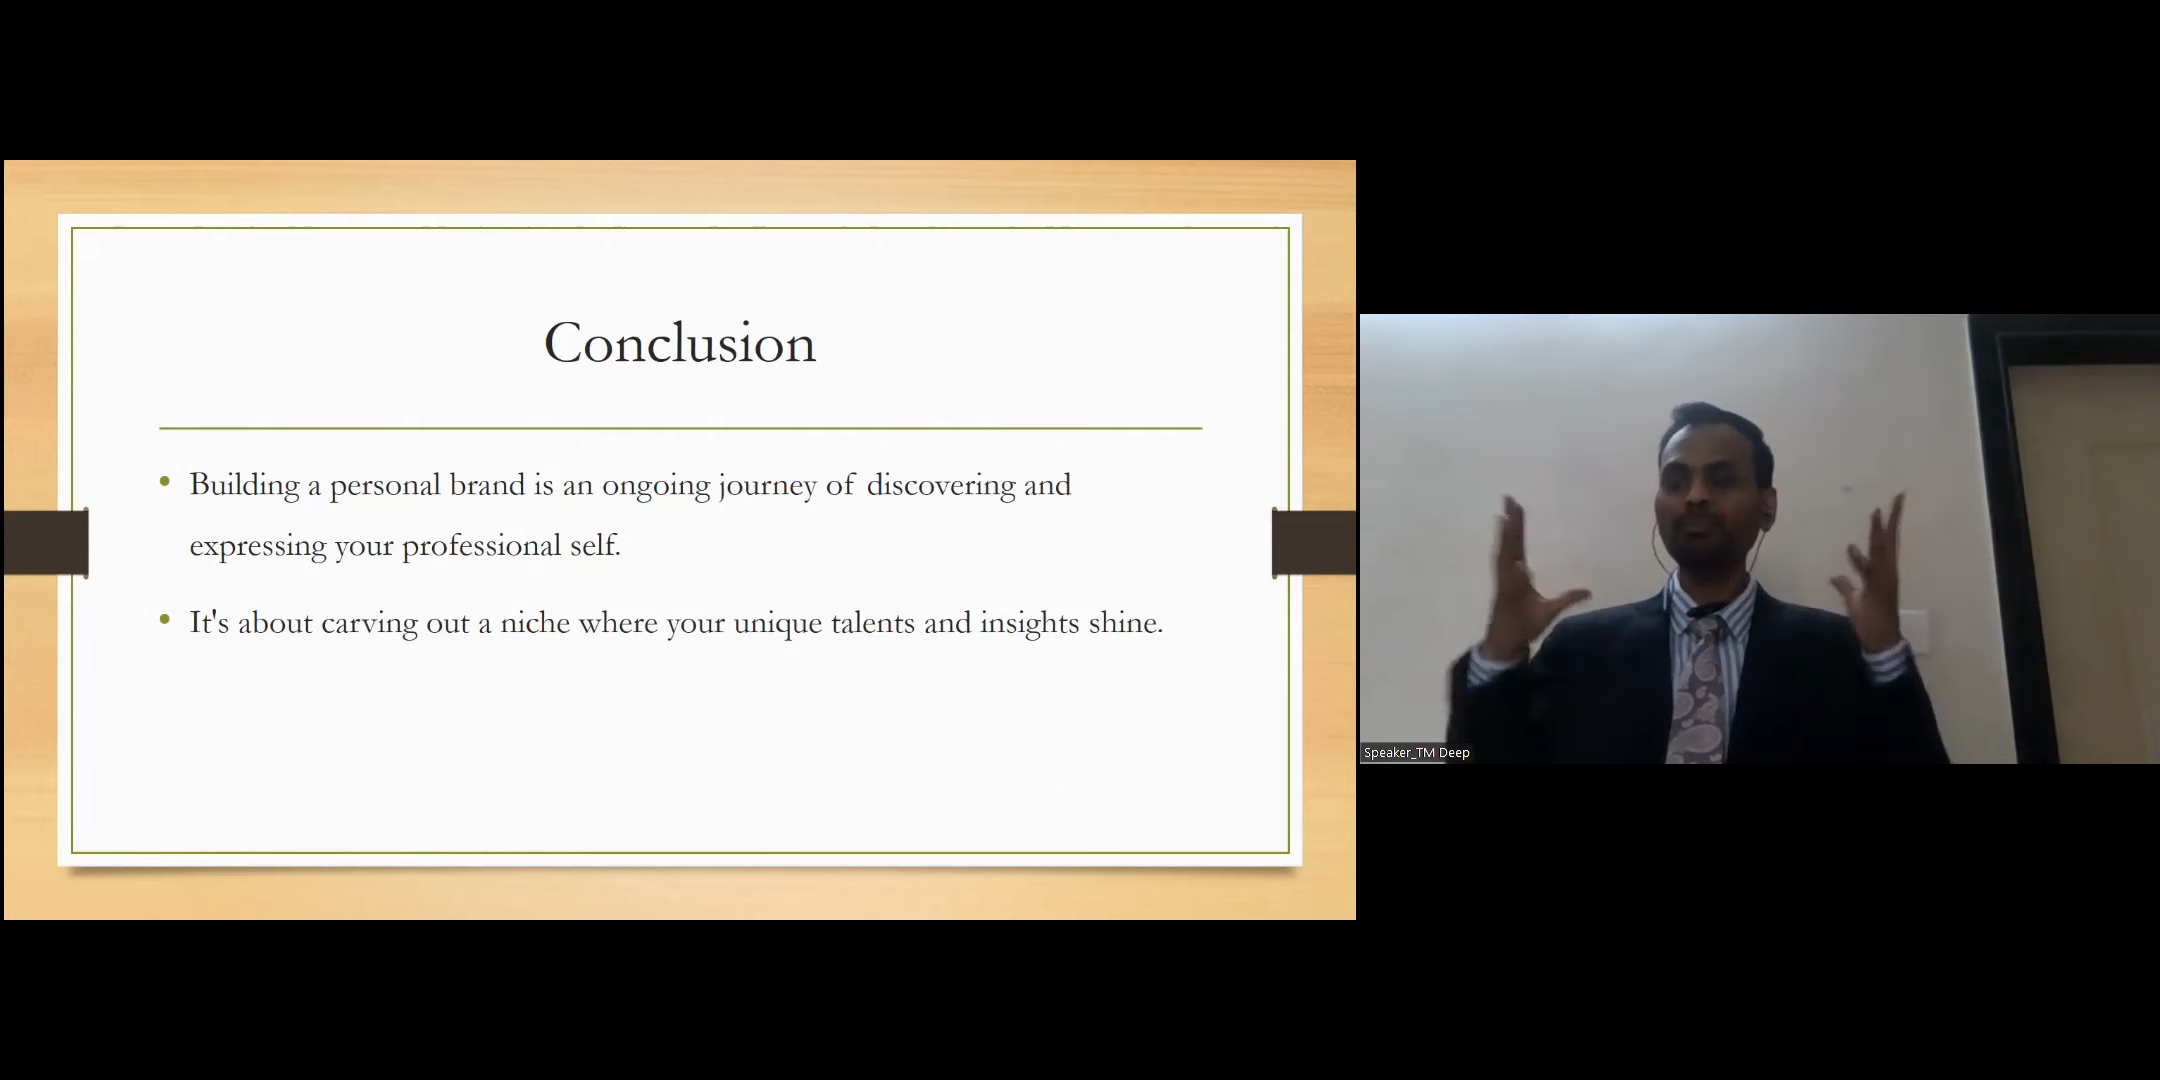 Conclusion
• Building a personal brand is an ongoing journey of discovering and
expressing your professional self.
• It's about carving out a niche where your unique talents and insights shine.
Speaker_TM Deep